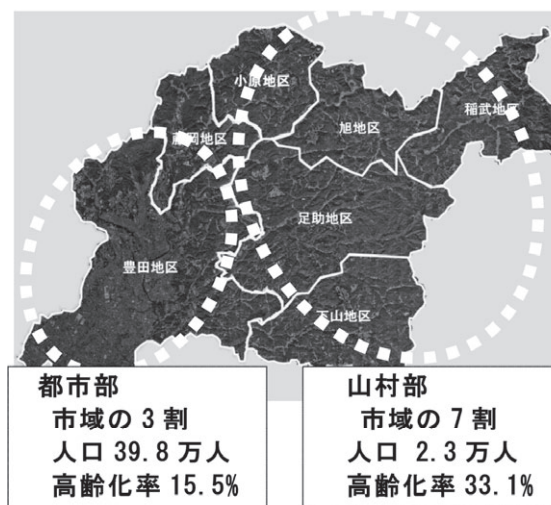 小原地区
稲武地区
旭地区
藤岡地区
足助地区
豊田地区
下山地区
都市部
市域の3割
人口 39.8 万人
高齢化率 15.5%
山村部
市域の7割
人口 2.3 万人
高齢化率 33.1%